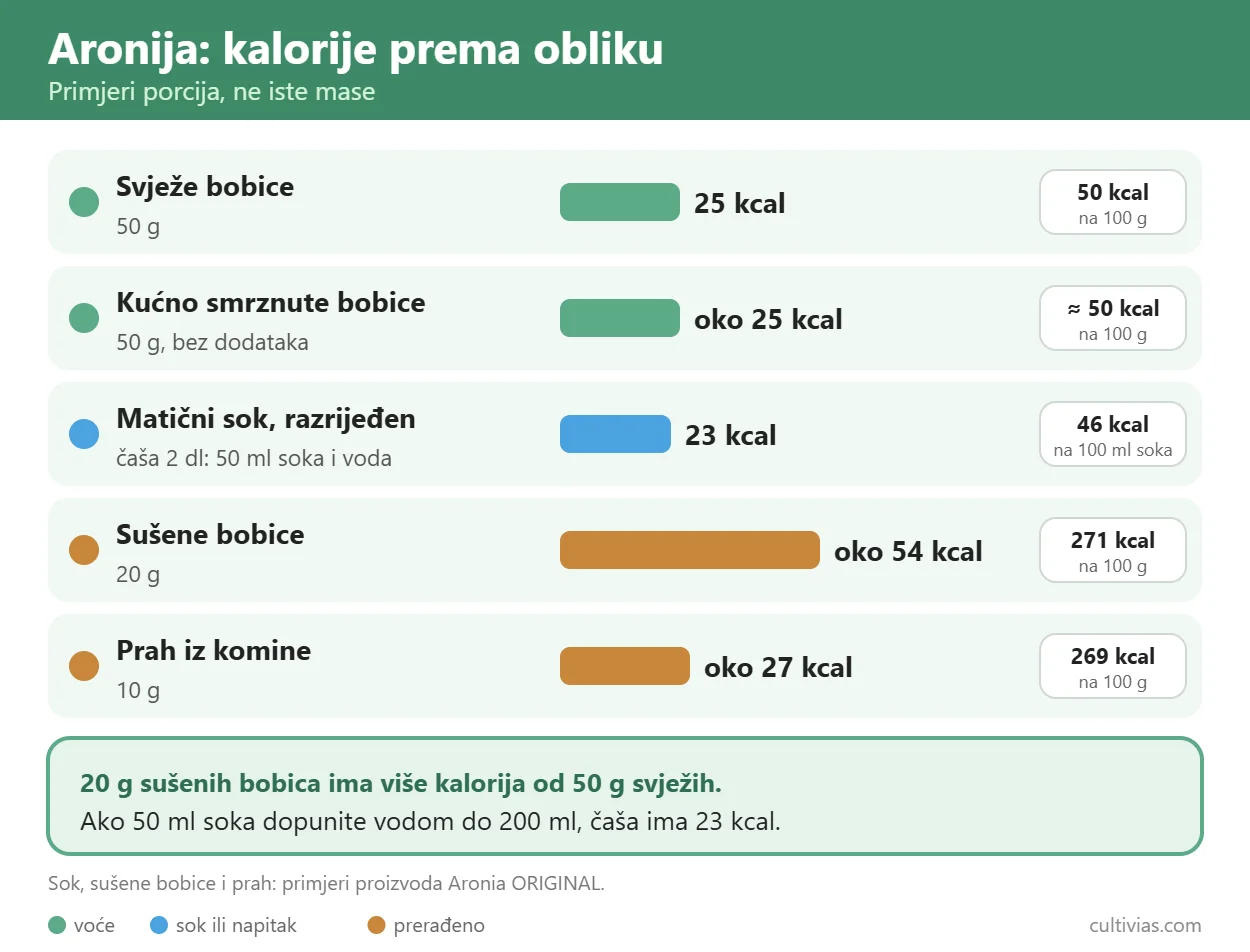 Aronija: kalorije prema obliku
Primjeri porcija, ne iste mase
Svježe bobice
50 g
25 kcal
50 kcal
na 100 g
Kućno smrznute bobice
50 g, bez dodataka
oko 25 kcal
≈ 50 kcal
na 100 g
Matični sok, razrijeđen
čaša 2 dl: 50 ml soka i voda
23 kcal
46 kcal
na 100 ml soka
Sušene bobice
20 g
oko 54 kcal
271 kcal
na 100 g
Prah iz komine
10 g
oko 27 kcal
269 kcal
na 100 g
20 g sušenih bobica ima više kalorija od 50 g svježih.
Ako 50 ml soka dopunite vodom do 200 ml, čaša ima 23 kcal.
Sok, sušene bobice i prah: primjeri proizvoda Aronia ORIGINAL.
voće
sok ili napitak
prerađeno
cultivias.com